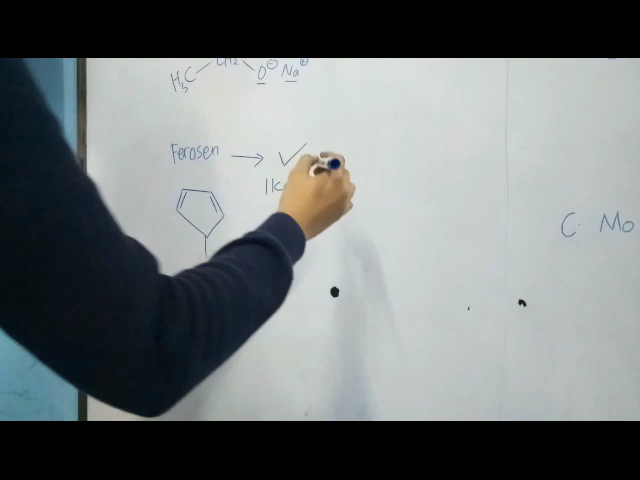 H₃C CH₂ O⊖ Na⊕
Ferosen → ✓
C Mo